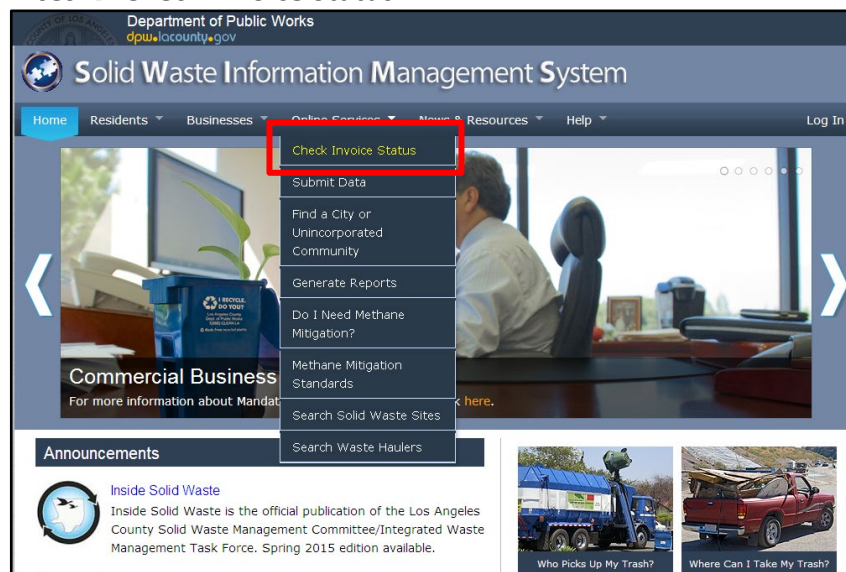 Department of Public Works
dpw.lacounty.gov
Solid Waste Information Management System
Home Residents Businesses Online Services News & Resources Help Log In
Check Invoice Status
Submit Data
Find a City or
Unincorporated
Community
Generate Reports
Do I Need Methane
Mitigation?
Methane Mitigation
Standards
Search Solid Waste Sites
Search Waste Haulers
I RECYCLE.
DO YOU?
Commercial Business
For more information about Mandat
here.
Announcements
Inside Solid Waste
Inside Solid Waste is the official publication of the Los Angeles
County Solid Waste Management Committee/Integrated Waste
Management Task Force. Spring 2015 edition available.
Who Picks Up My Trash?
Where Can I Take My Trash?